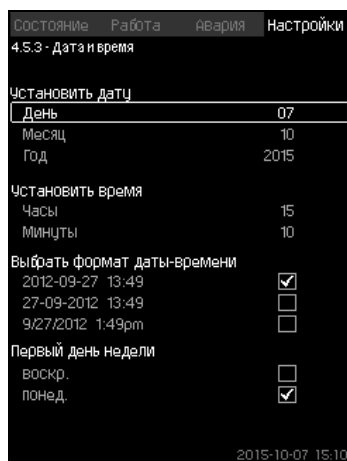 Состояние Работа Авария Настройки
4.5.3 - Дата и время
Установить дату
День 07
Месяц 10
Год 2015
Установить время
Часы 15
Минуты 10
Выбрать формат даты-времени
2012-09-27 13:49
27-09-2012 13:49
9/27/2012 1:49pm
Первый день недели
воскр.
понед.
2015-10-07 15:10